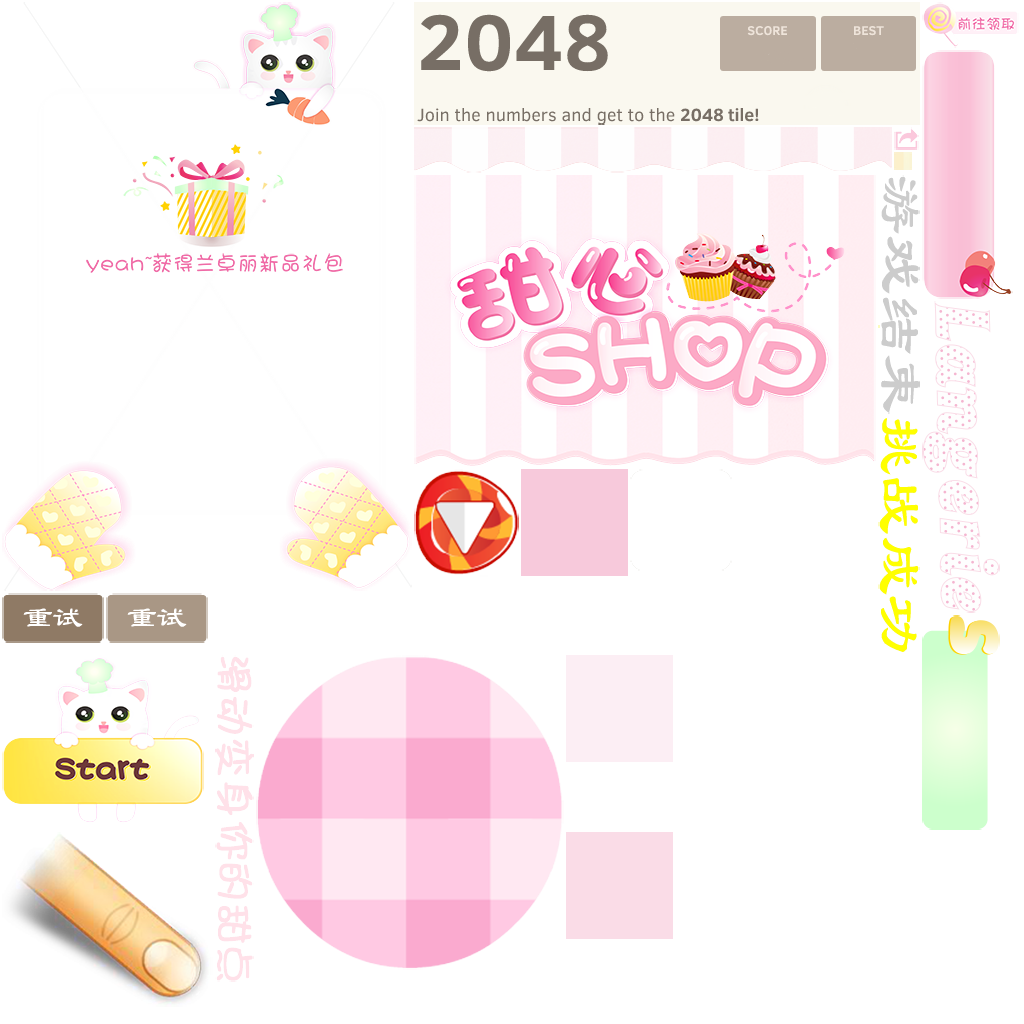 2048
SCORE
BEST
前往领取
Join the numbers and get to the 2048 tile!
yeah~获得兰卓丽新品礼包
甜心
SHOP
游戏结束
挑战成功
Langerie
S
重试
重试
Start
滑动变身你的甜点